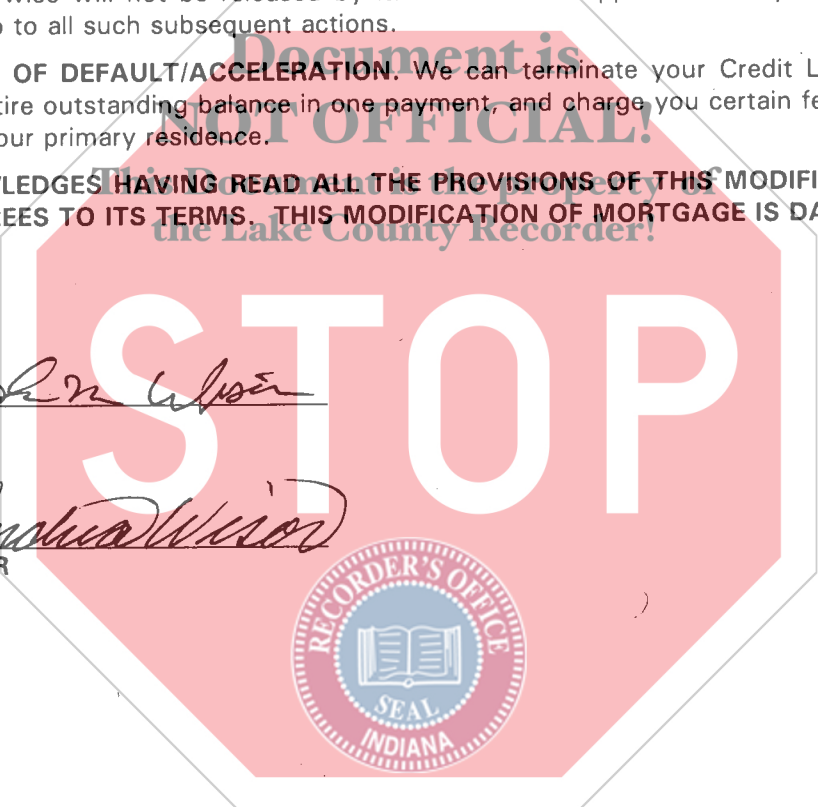 to all such subsequent actions.
Document is
OF DEFAULT/ACCELERATION. We can terminate your Credit L
tire outstanding balance in one payment, and charge you certain fe
NOT OFFICIAL!
our primary residence.
This Document is the property of
LEDGES HAVING READ ALL THE PROVISIONS OF THIS MODIFI
EES TO ITS TERMS. THIS MODIFICATION OF MORTGAGE IS DA
the Lake County Recorder!
STOP
Wisor
R
RECORDER'S OFFICE
SEAL
INDIANA